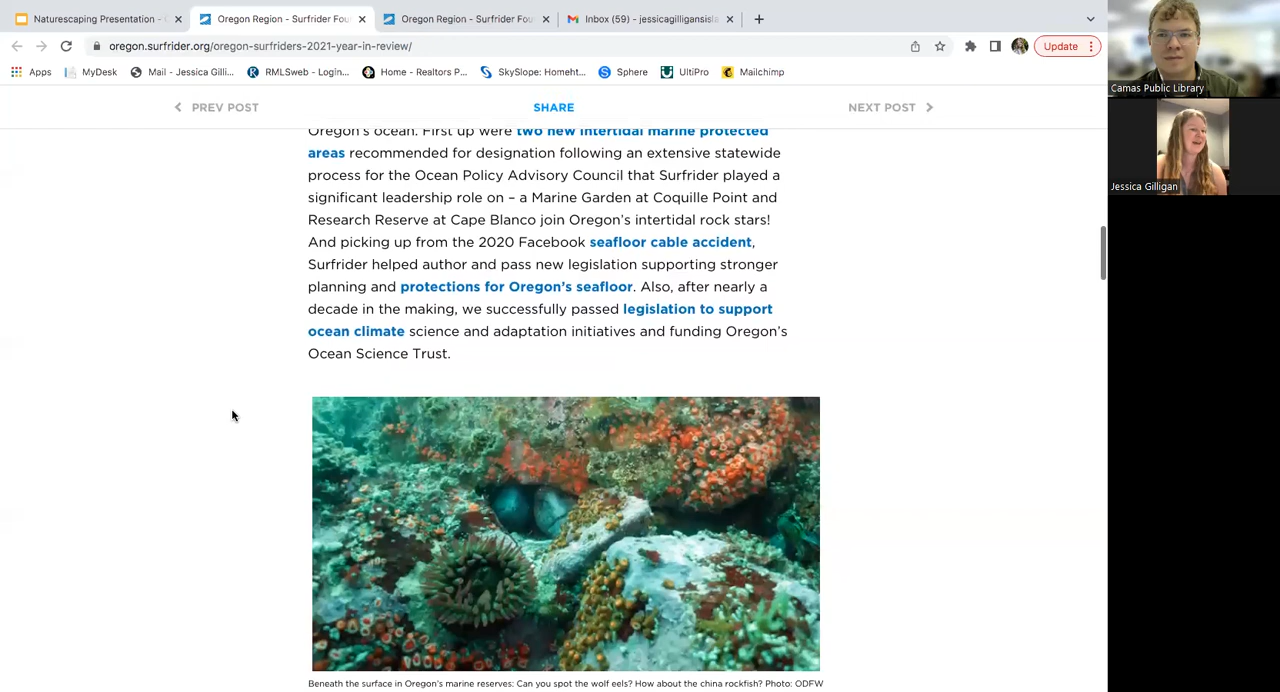 Naturescaping Presentation -
Oregon Region - Surfrider Fou
Oregon Region - Surfrider Fou
Inbox (59) - jessicagilligansisla
oregon.surfrider.org/oregon-surfriders-2021-year-in-review/
Update
Apps
MyDesk
Mail - Jessica Gilli...
RMLSweb - Login...
Home - Realtors P...
SkySlope: Homeht...
Sphere
UltiPro
Mailchimp
PREV POST
SHARE
NEXT POST
Oregon's ocean. First up were two new intertidal marine protected
areas recommended for designation following an extensive statewide
process for the Ocean Policy Advisory Council that Surfrider played a
significant leadership role on – a Marine Garden at Coquille Point and
Research Reserve at Cape Blanco join Oregon's intertidal rock stars!
And picking up from the 2020 Facebook seafloor cable accident,
Surfrider helped author and pass new legislation supporting stronger
planning and protections for Oregon's seafloor. Also, after nearly a
decade in the making, we successfully passed legislation to support
ocean climate science and adaptation initiatives and funding Oregon's
Ocean Science Trust.
Beneath the surface in Oregon's marine reserves: Can you spot the wolf eels? How about the china rockfish? Photo: ODFW
Camas Public Library
Jessica Gilligan